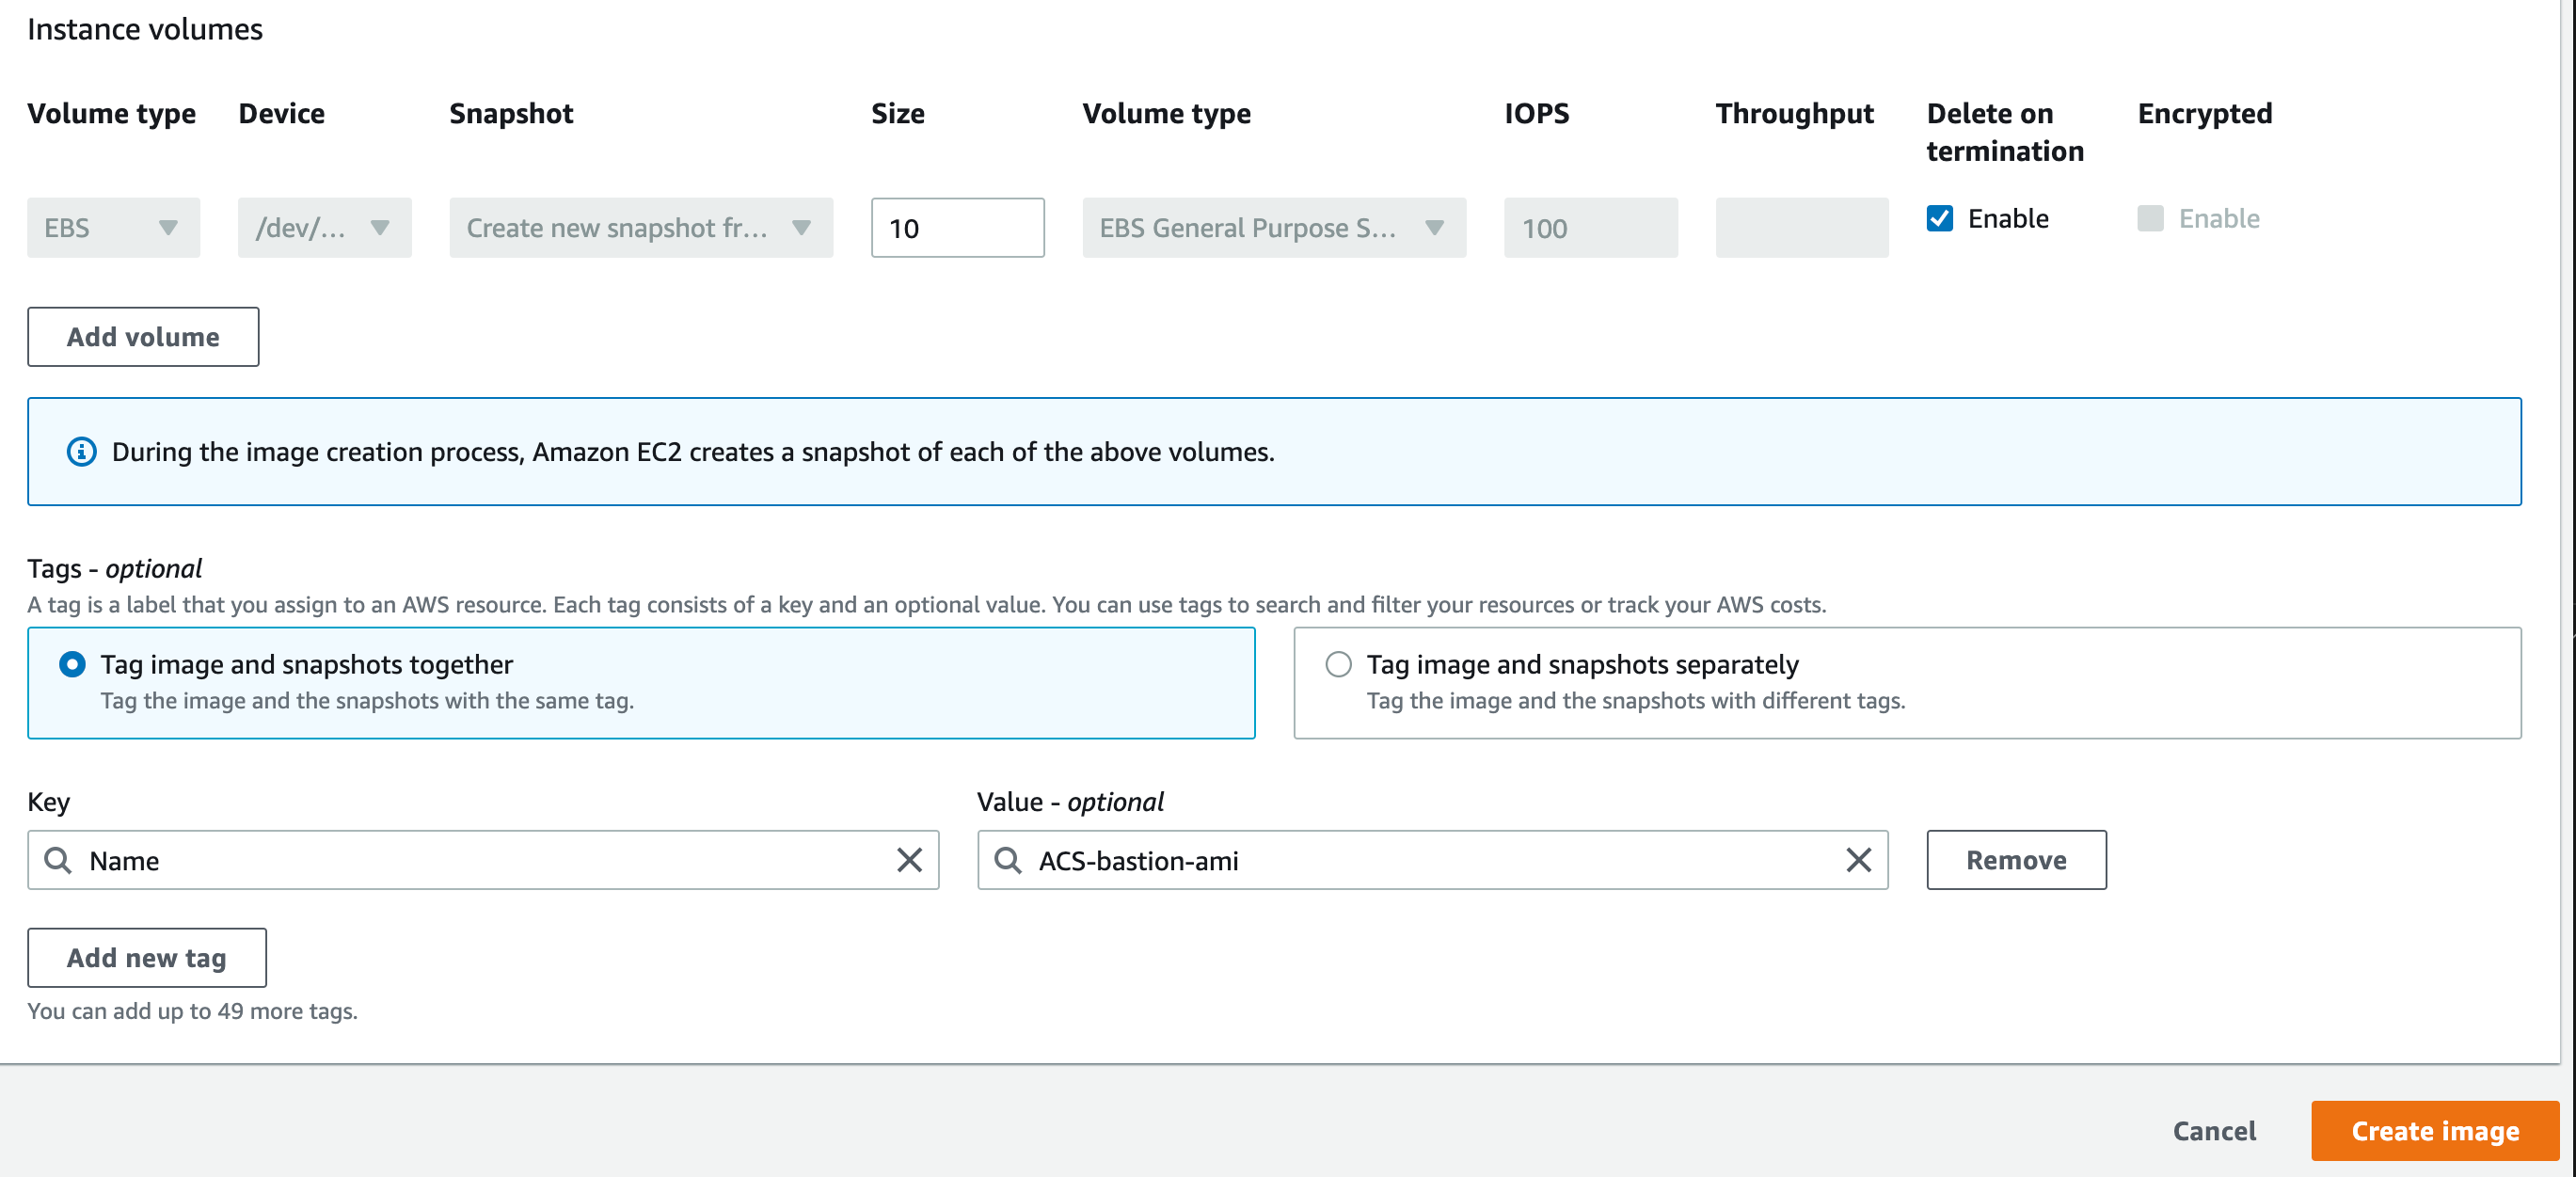 Instance volumes
Volume type Device Snapshot Size Volume type IOPS Throughput Delete on termination Encrypted
EBS /dev/... Create new snapshot fr... 10 EBS General Purpose S... 100 Enable Enable
Add volume
During the image creation process, Amazon EC2 creates a snapshot of each of the above volumes.
Tags - optional
A tag is a label that you assign to an AWS resource. Each tag consists of a key and an optional value. You can use tags to search and filter your resources or track your AWS costs.
Tag image and snapshots together
Tag the image and the snapshots with the same tag.
Tag image and snapshots separately
Tag the image and the snapshots with different tags.
Key Value - optional
Name ACS-bastion-ami Remove
Add new tag
You can add up to 49 more tags.
Cancel Create image